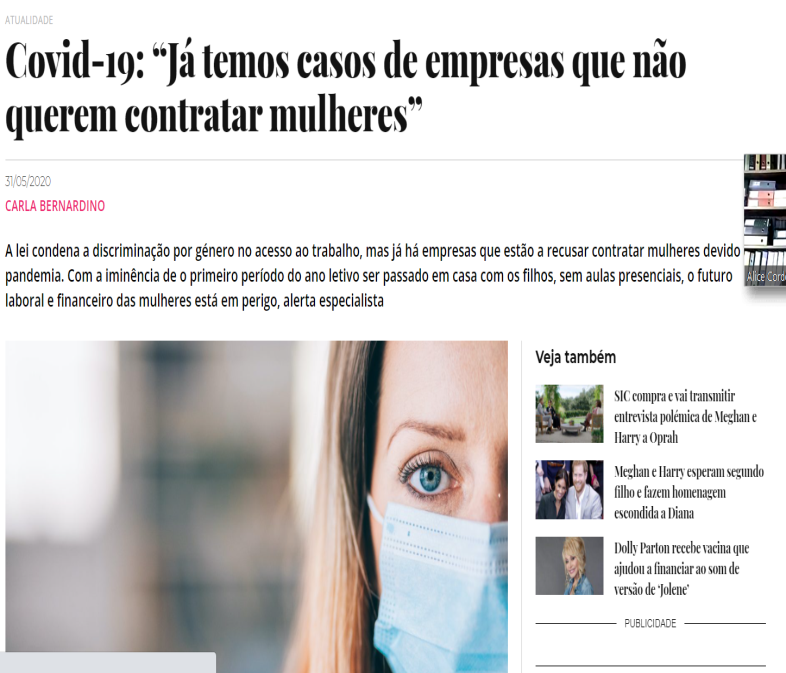 ATUALIDADE
Covid-19: “Já temos casos de empresas que não
querem contratar mulheres”
31/05/2020
CARLA BERNARDINO
A lei condena a discriminação por género no acesso ao trabalho, mas já há empresas que estão a recusar contratar mulheres devido
pandemia. Com a iminência de o primeiro período do ano letivo ser passado em casa com os filhos, sem aulas presenciais, o futuro
laboral e financeiro das mulheres está em perigo, alerta especialista
Alice Cord
Veja também
SIC compra e vai transmitir
entrevista polémica de Meghan e
Harry a Oprah
Meghan e Harry esperam segundo
filho e fazem homenagem
escondida a Diana
Dolly Parton recebe vacina que
ajudou a financiar ao som de
versão de ‘Jolene’
PUBLICIDADE